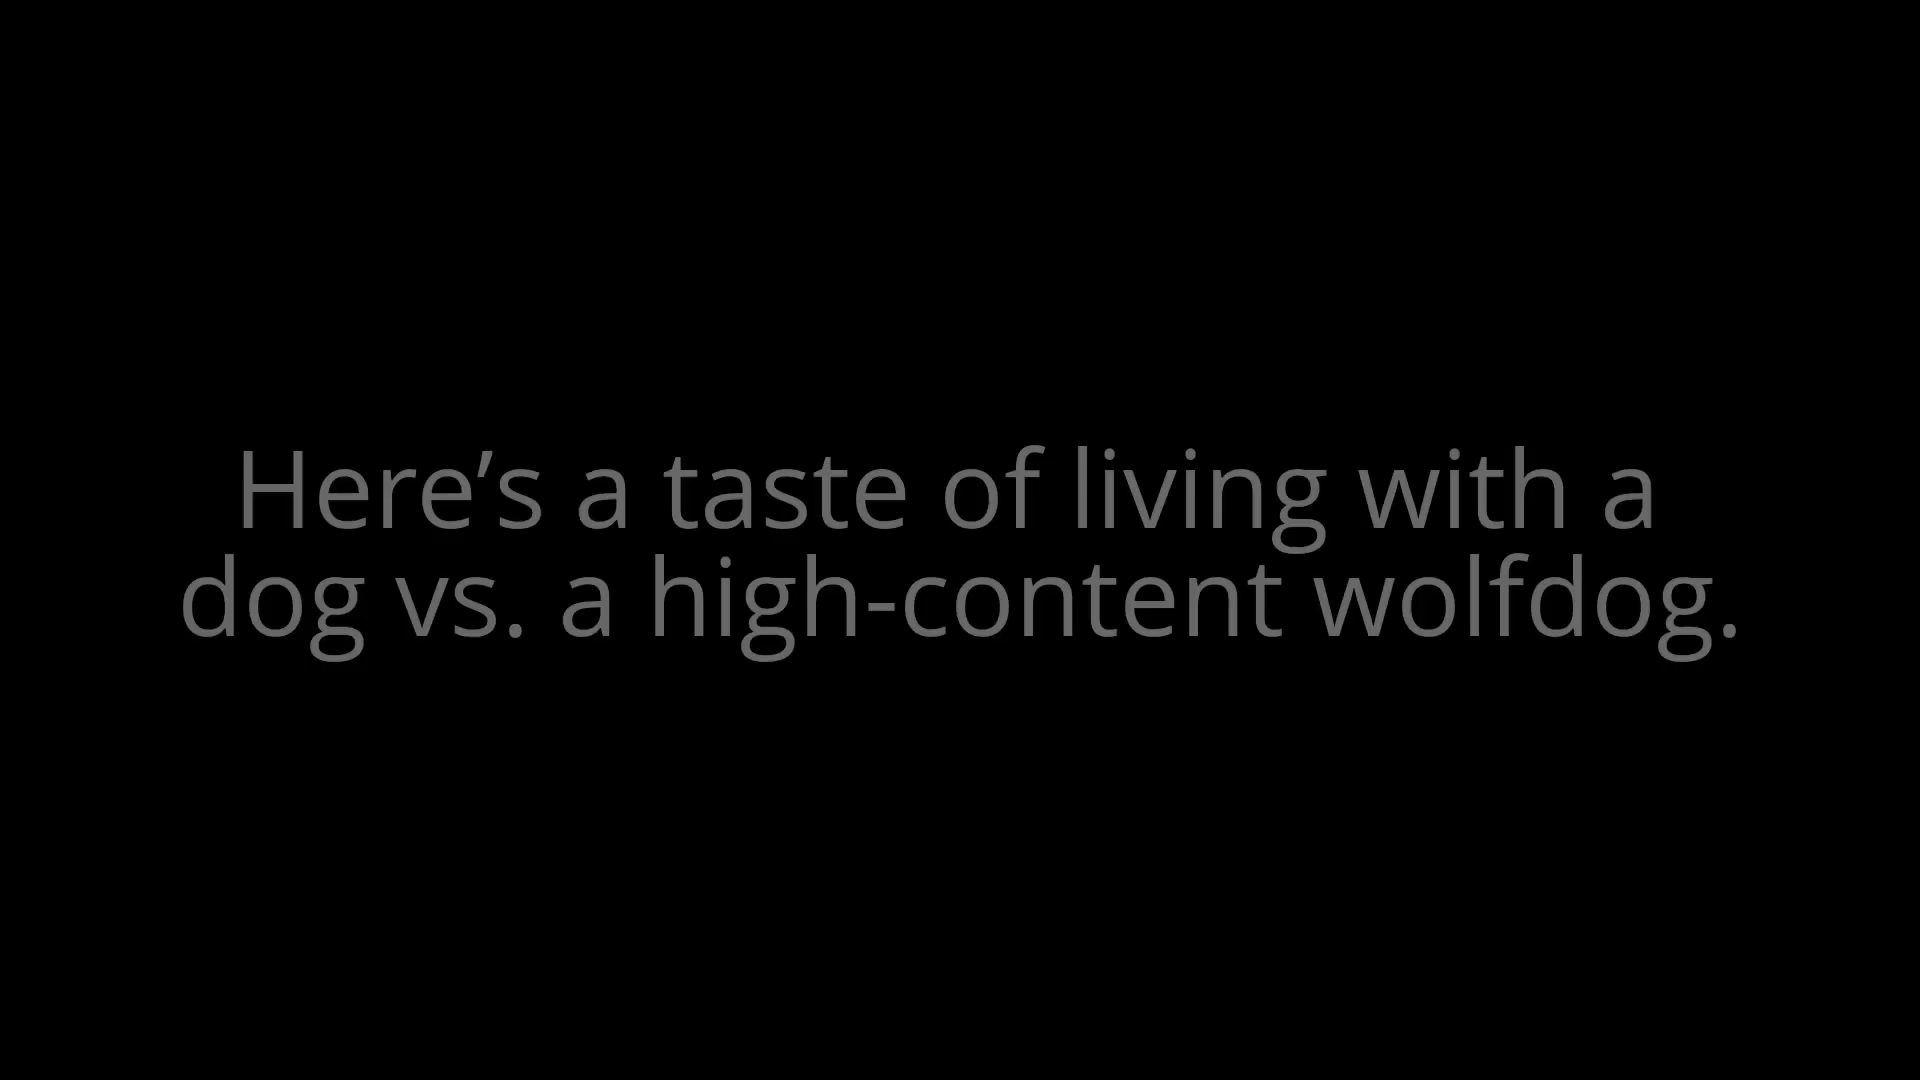 Here’s a taste of living with a
dog vs. a high-content wolfdog.